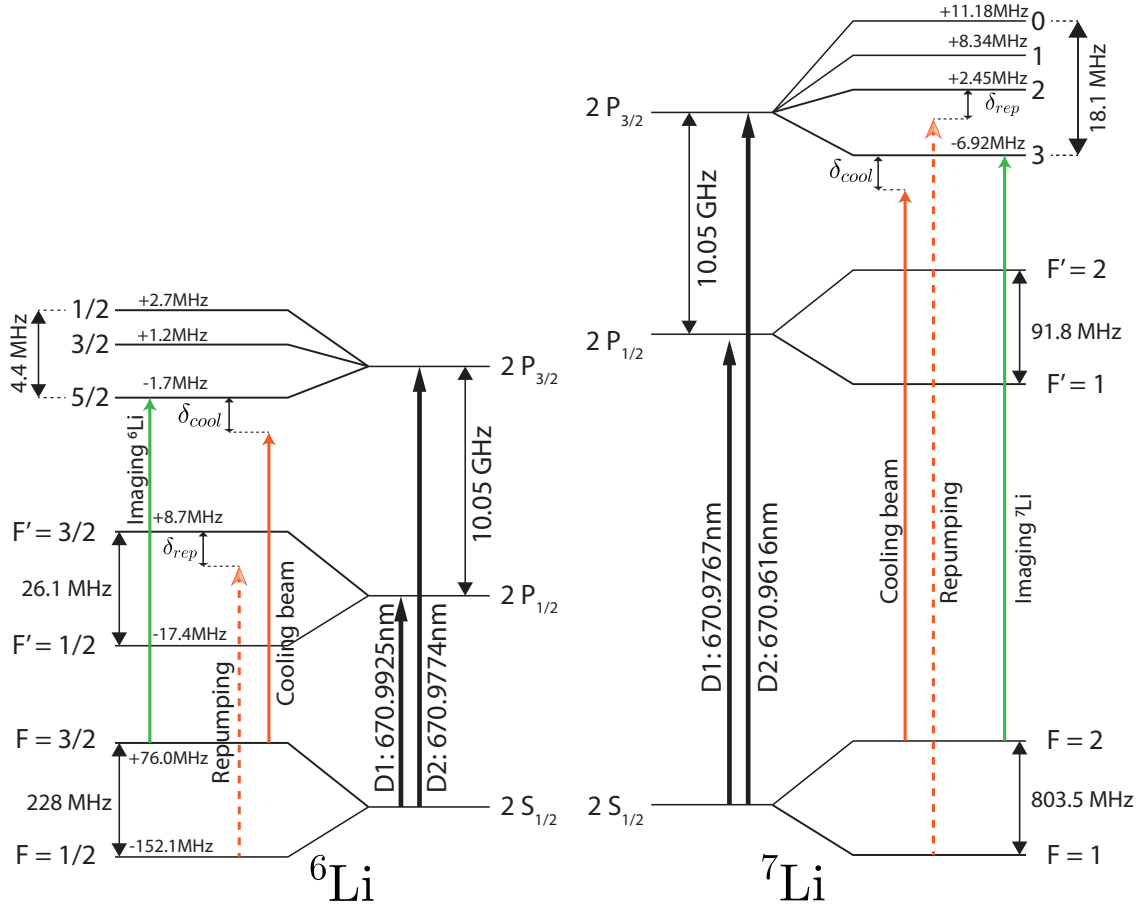 +11.18MHz
0
+8.34MHz
1
+2.45MHz
2
δrep
18.1 MHz
2 P3/2
-6.92MHz
3
δcool
10.05 GHz
F' = 2
91.8 MHz
2 P1/2
F' = 1
D1: 670.9767nm
D2: 670.9616nm
Cooling beam
Repumping
Imaging ⁷Li
F = 2
803.5 MHz
2 S1/2
F = 1
⁷Li
1/2
+2.7MHz
4.4 MHz
3/2
+1.2MHz
2 P3/2
5/2
-1.7MHz
δcool
Imaging ⁶Li
10.05 GHz
F' = 3/2
+8.7MHz
δrep
26.1 MHz
2 P1/2
F' = 1/2
-17.4MHz
Repumping
Cooling beam
D1: 670.9925nm
D2: 670.9774nm
F = 3/2
+76.0MHz
228 MHz
2 S1/2
F = 1/2
-152.1MHz
⁶Li